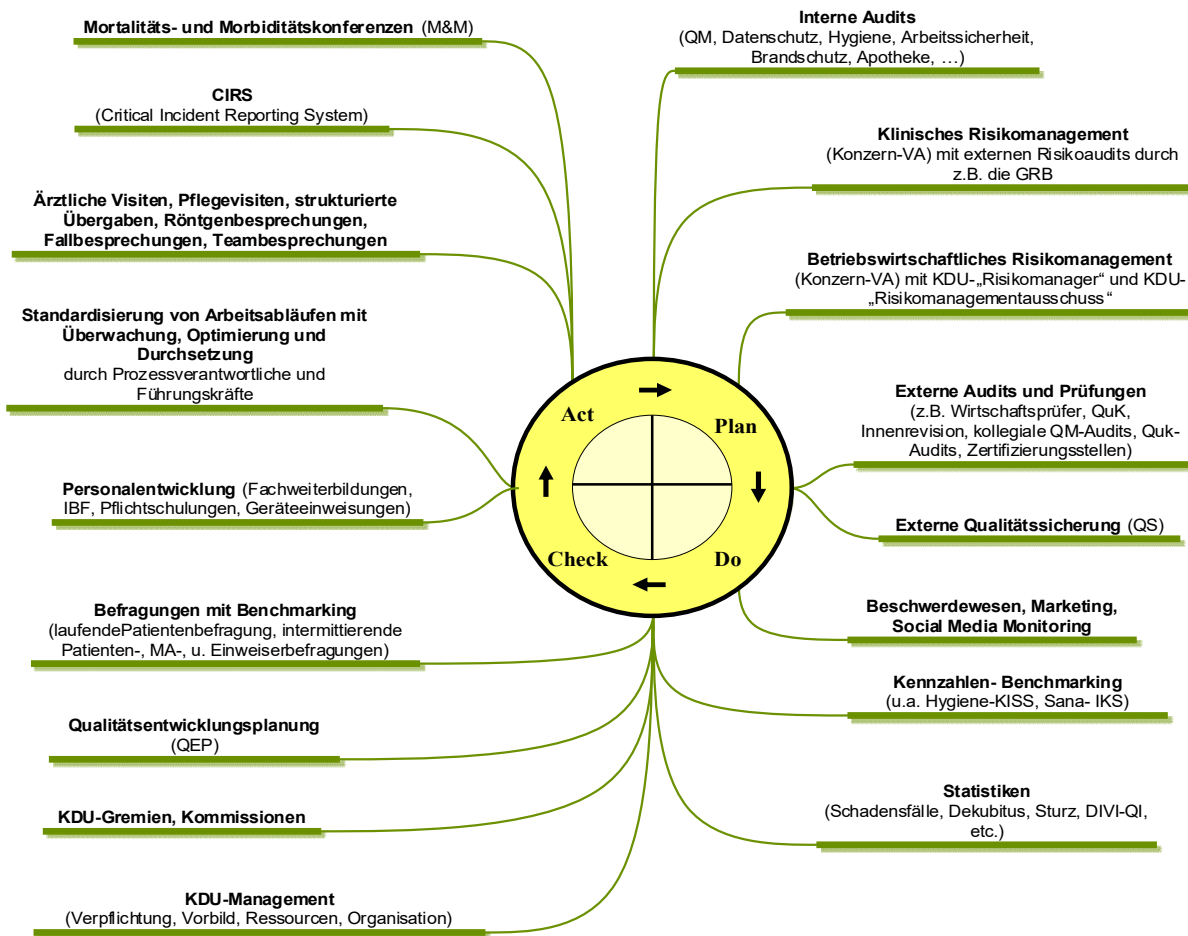 Mortalitäts- und Morbiditätskonferenzen (M&M)
CIRS
(Critical Incident Reporting System)
Ärztliche Visiten, Pflegevisiten, strukturierte
Übergaben, Röntgenbesprechungen,
Fallbesprechungen, Teambesprechungen
Standardisierung von Arbeitsabläufen mit
Überwachung, Optimierung und
Durchsetzung
durch Prozessverantwortliche und
Führungskräfte
Personalentwicklung (Fachweiterbildungen,
IBF, Pflichtschulungen, Geräteeinweisungen)
Befragungen mit Benchmarking
(laufendePatientenbefragung, intermittierende
Patienten-, MA-, u. Einweiserbefragungen)
Qualitätsentwicklungsplanung
(QEP)
KDU-Gremien, Kommissionen
KDU-Management
(Verpflichtung, Vorbild, Ressourcen, Organisation)
Act
Plan
Check
Do
Interne Audits
(QM, Datenschutz, Hygiene, Arbeitssicherheit,
Brandschutz, Apotheke, …)
Klinisches Risikomanagement
(Konzern-VA) mit externen Risikoaudits durch
z.B. die GRB
Betriebswirtschaftliches Risikomanagement
(Konzern-VA) mit KDU-„Risikomanager“ und KDU-
„Risikomanagementausschuss“
Externe Audits und Prüfungen
(z.B. Wirtschaftsprüfer, QuK,
Innenrevision, kollegiale QM-Audits, Quk-
Audits, Zertifizierungsstellen)
Externe Qualitätssicherung (QS)
Beschwerdewesen, Marketing,
Social Media Monitoring
Kennzahlen- Benchmarking
(u.a. Hygiene-KISS, Sana- IKS)
Statistiken
(Schadensfälle, Dekubitus, Sturz, DIVI-QI,
etc.)